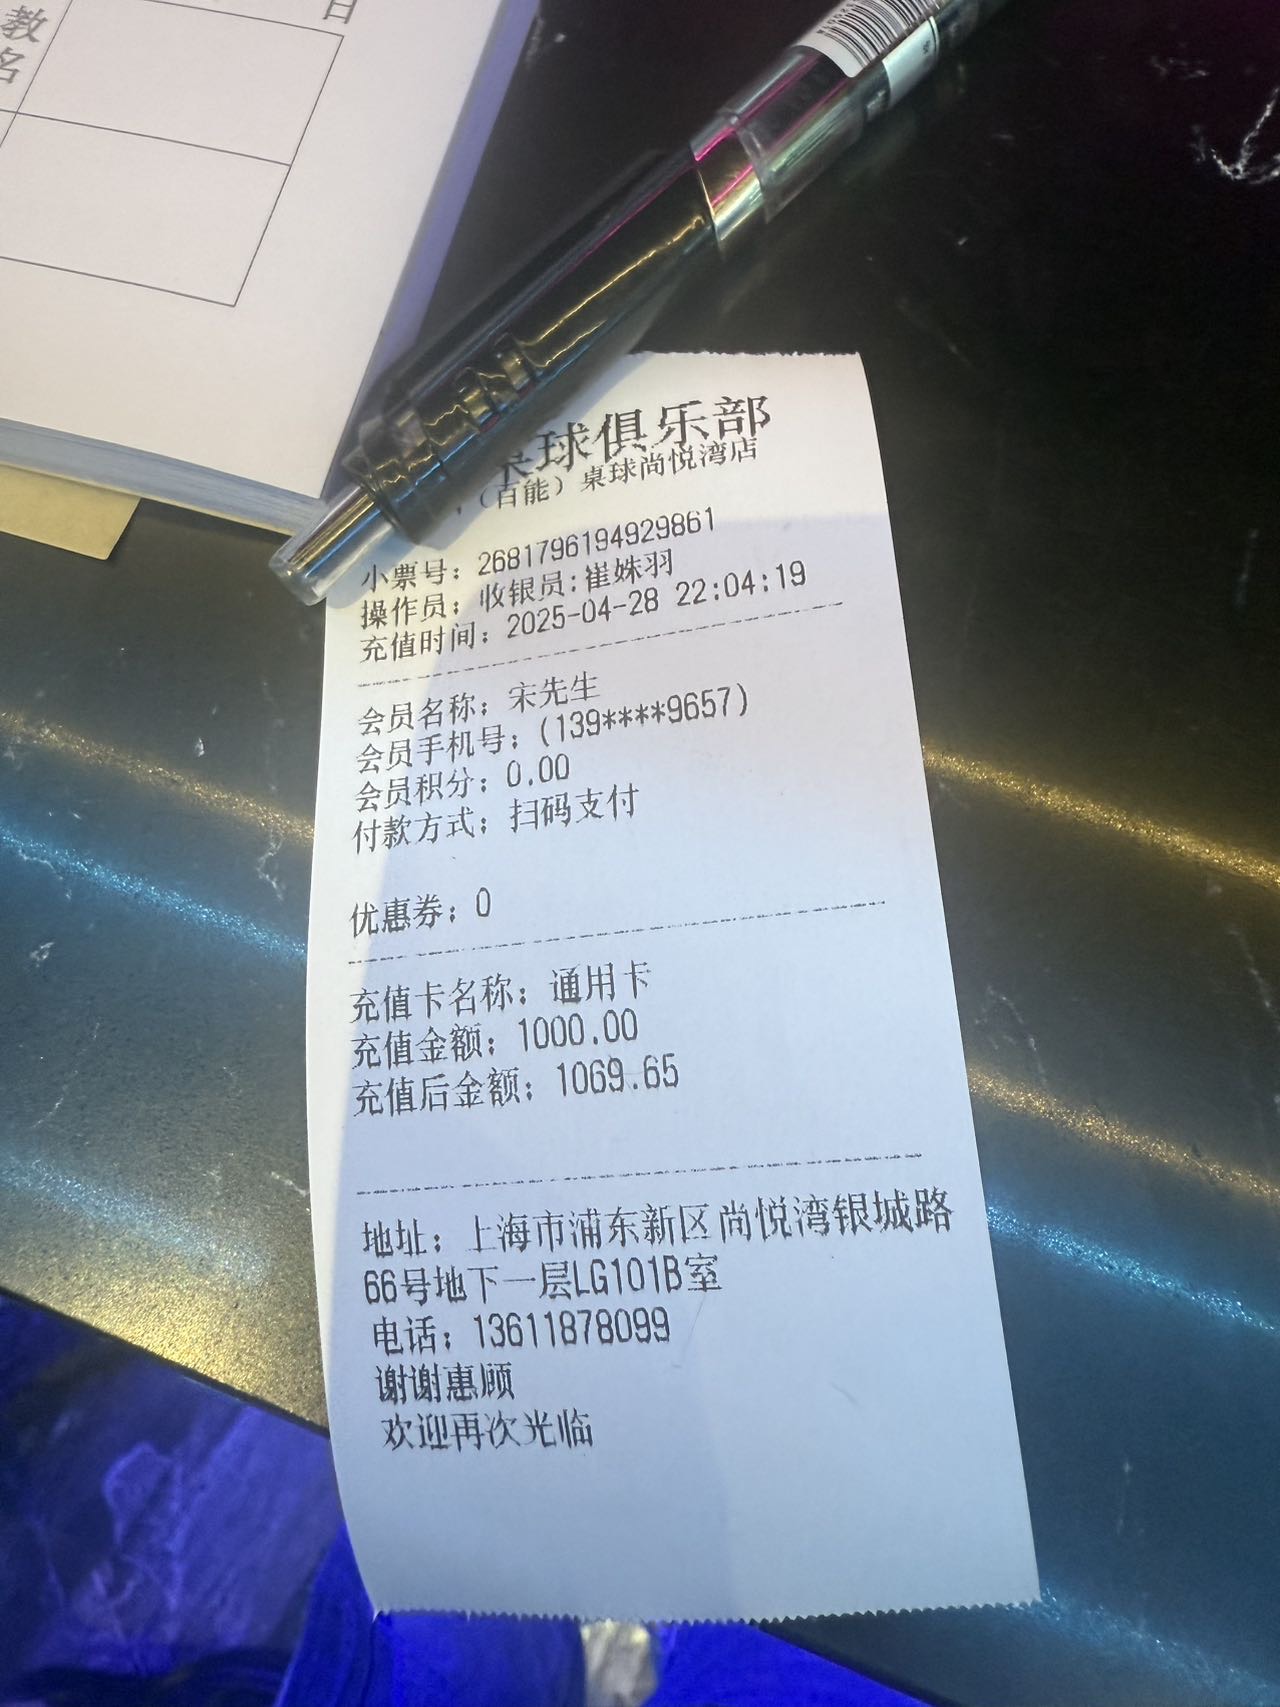 日
教
名
桌球俱乐部
（百能）桌球尚悦湾店
小票号：2681796194929861
操作员：收银员:崔姝羽
充值时间：2025-04-28 22:04:19
会员名称：宋先生
会员手机号：(139****9657)
会员积分：0.00
付款方式：扫码支付
优惠券：0
充值卡名称：通用卡
充值金额：1000.00
充值后金额：1069.65
地址：上海市浦东新区尚悦湾银城路
66号地下一层LG101B室
电话：13611878099
谢谢惠顾
欢迎再次光临